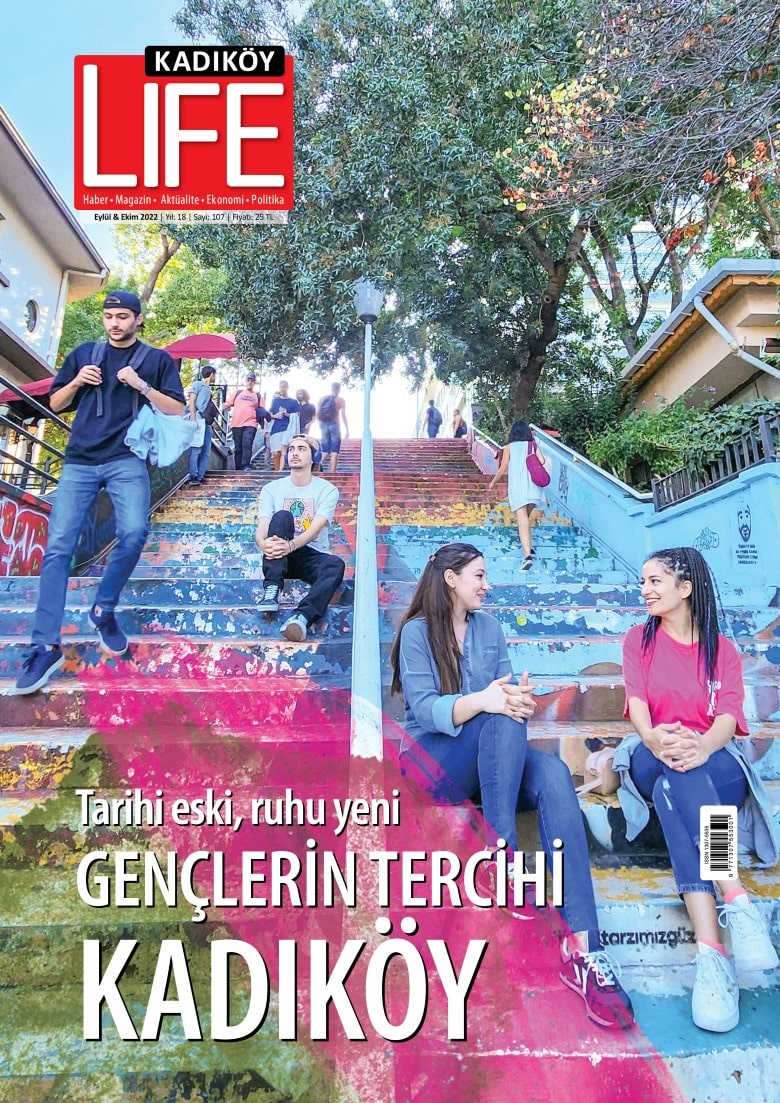 KADIKÖY
LIFE
Haber • Magazin • Aktüalite • Ekonomi • Politika
Eylül & Ekim 2022 | Yıl: 18 | Sayı: 107 | Fiyatı: 25 TL
Tarihi eski, ruhu yeni
GENÇLERİN TERCİHİ
KADIKÖY
tarzımızgüz